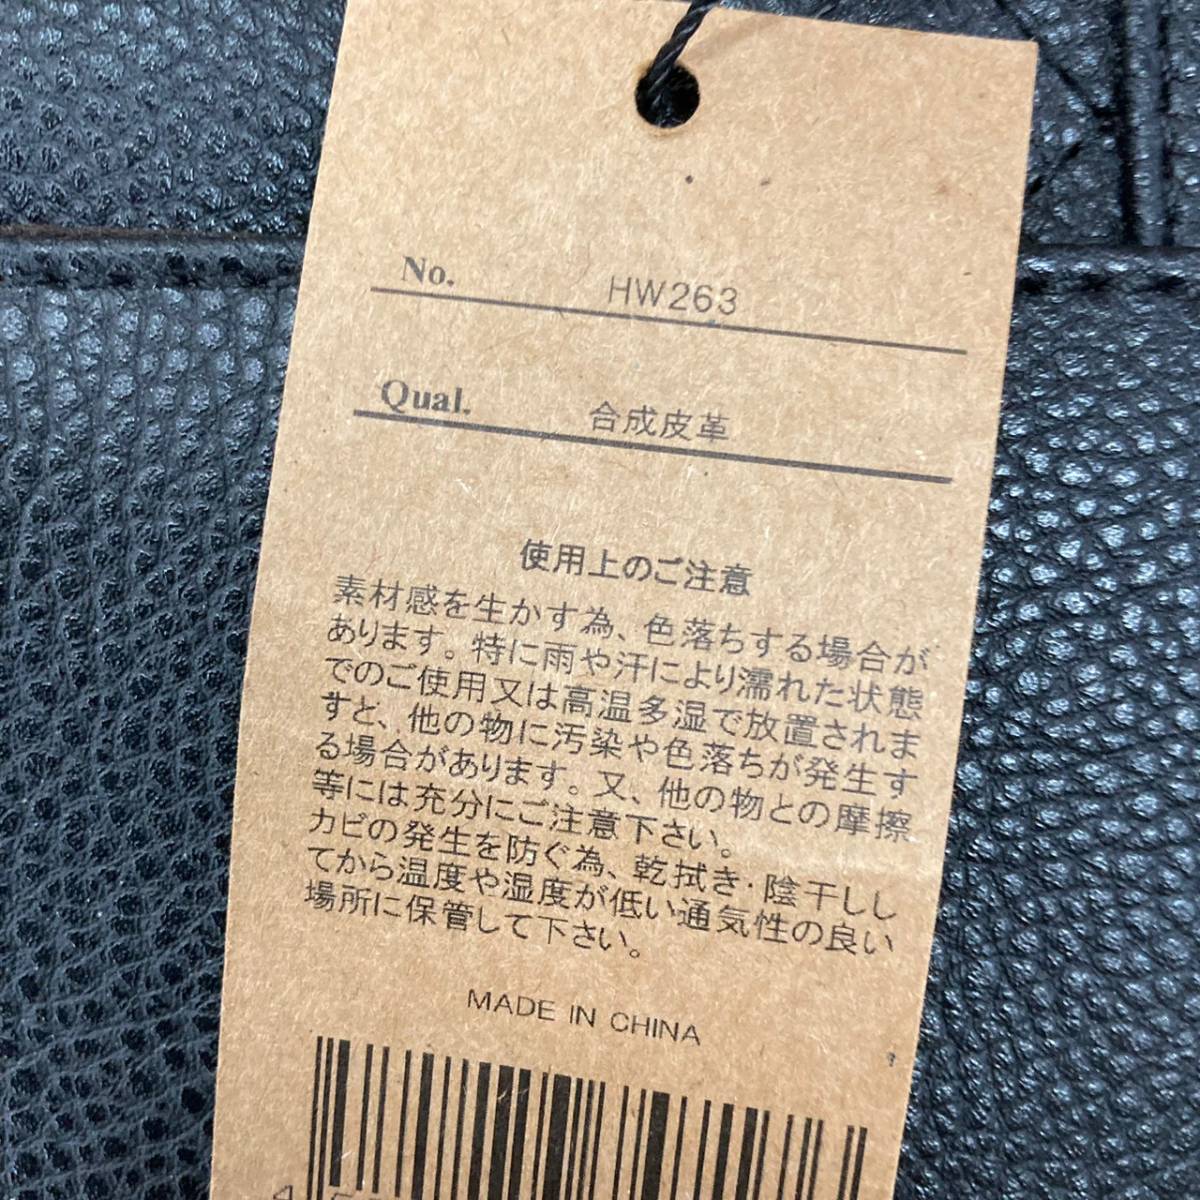 No. HW263
Qual. 合成皮革
使用上のご注意
素材感を生かす為、色落ちする場合が
あります。特に雨や汗により濡れた状態
でのご使用又は高温多湿で放置されま
すと、他の物に汚染や色落ちが発生す
る場合があります。又、他の物との摩擦
等には充分にご注意下さい。
カビの発生を防ぐ為、乾拭き・陰干しし
てから温度や湿度が低い通気性の良い
場所に保管して下さい。
MADE IN CHINA